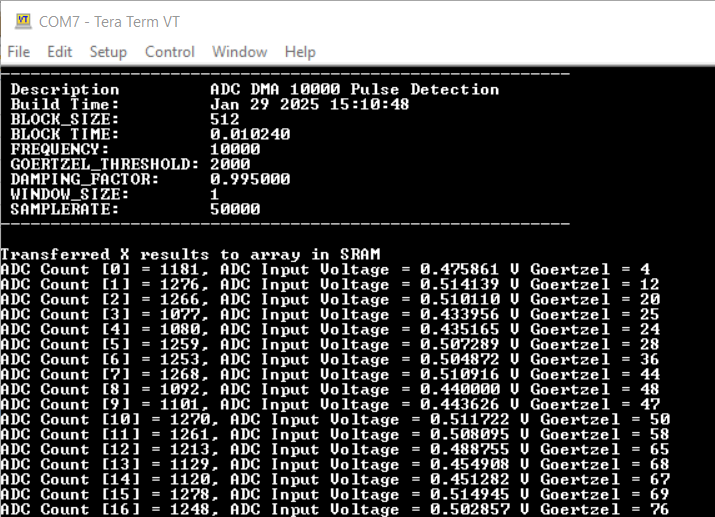 COM7 - Tera Term VT
File Edit Setup Control Window Help
---------------------------------------------------------
Description ADC DMA 10000 Pulse Detection
Build Time: Jan 29 2025 15:10:48
BLOCK_SIZE: 512
BLOCK TIME: 0.010240
FREQUENCY: 10000
GOERTZEL_THRESHOLD: 2000
DAMPING_FACTOR: 0.995000
WINDOW_SIZE: 1
SAMPLERATE: 50000
---------------------------------------------------------
Transferred X results to array in SRAM
ADC Count [0] = 1181, ADC Input Voltage = 0.475861 V Goertzel = 4
ADC Count [1] = 1276, ADC Input Voltage = 0.514139 V Goertzel = 12
ADC Count [2] = 1266, ADC Input Voltage = 0.510110 V Goertzel = 20
ADC Count [3] = 1077, ADC Input Voltage = 0.433956 V Goertzel = 25
ADC Count [4] = 1080, ADC Input Voltage = 0.435165 V Goertzel = 24
ADC Count [5] = 1259, ADC Input Voltage = 0.507289 V Goertzel = 28
ADC Count [6] = 1253, ADC Input Voltage = 0.504872 V Goertzel = 36
ADC Count [7] = 1268, ADC Input Voltage = 0.510916 V Goertzel = 44
ADC Count [8] = 1092, ADC Input Voltage = 0.440000 V Goertzel = 48
ADC Count [9] = 1101, ADC Input Voltage = 0.443626 V Goertzel = 47
ADC Count [10] = 1270, ADC Input Voltage = 0.511722 V Goertzel = 50
ADC Count [11] = 1261, ADC Input Voltage = 0.508095 V Goertzel = 58
ADC Count [12] = 1213, ADC Input Voltage = 0.488755 V Goertzel = 65
ADC Count [13] = 1129, ADC Input Voltage = 0.454908 V Goertzel = 68
ADC Count [14] = 1120, ADC Input Voltage = 0.451282 V Goertzel = 67
ADC Count [15] = 1278, ADC Input Voltage = 0.514945 V Goertzel = 69
ADC Count [16] = 1248, ADC Input Voltage = 0.502857 V Goertzel = 76